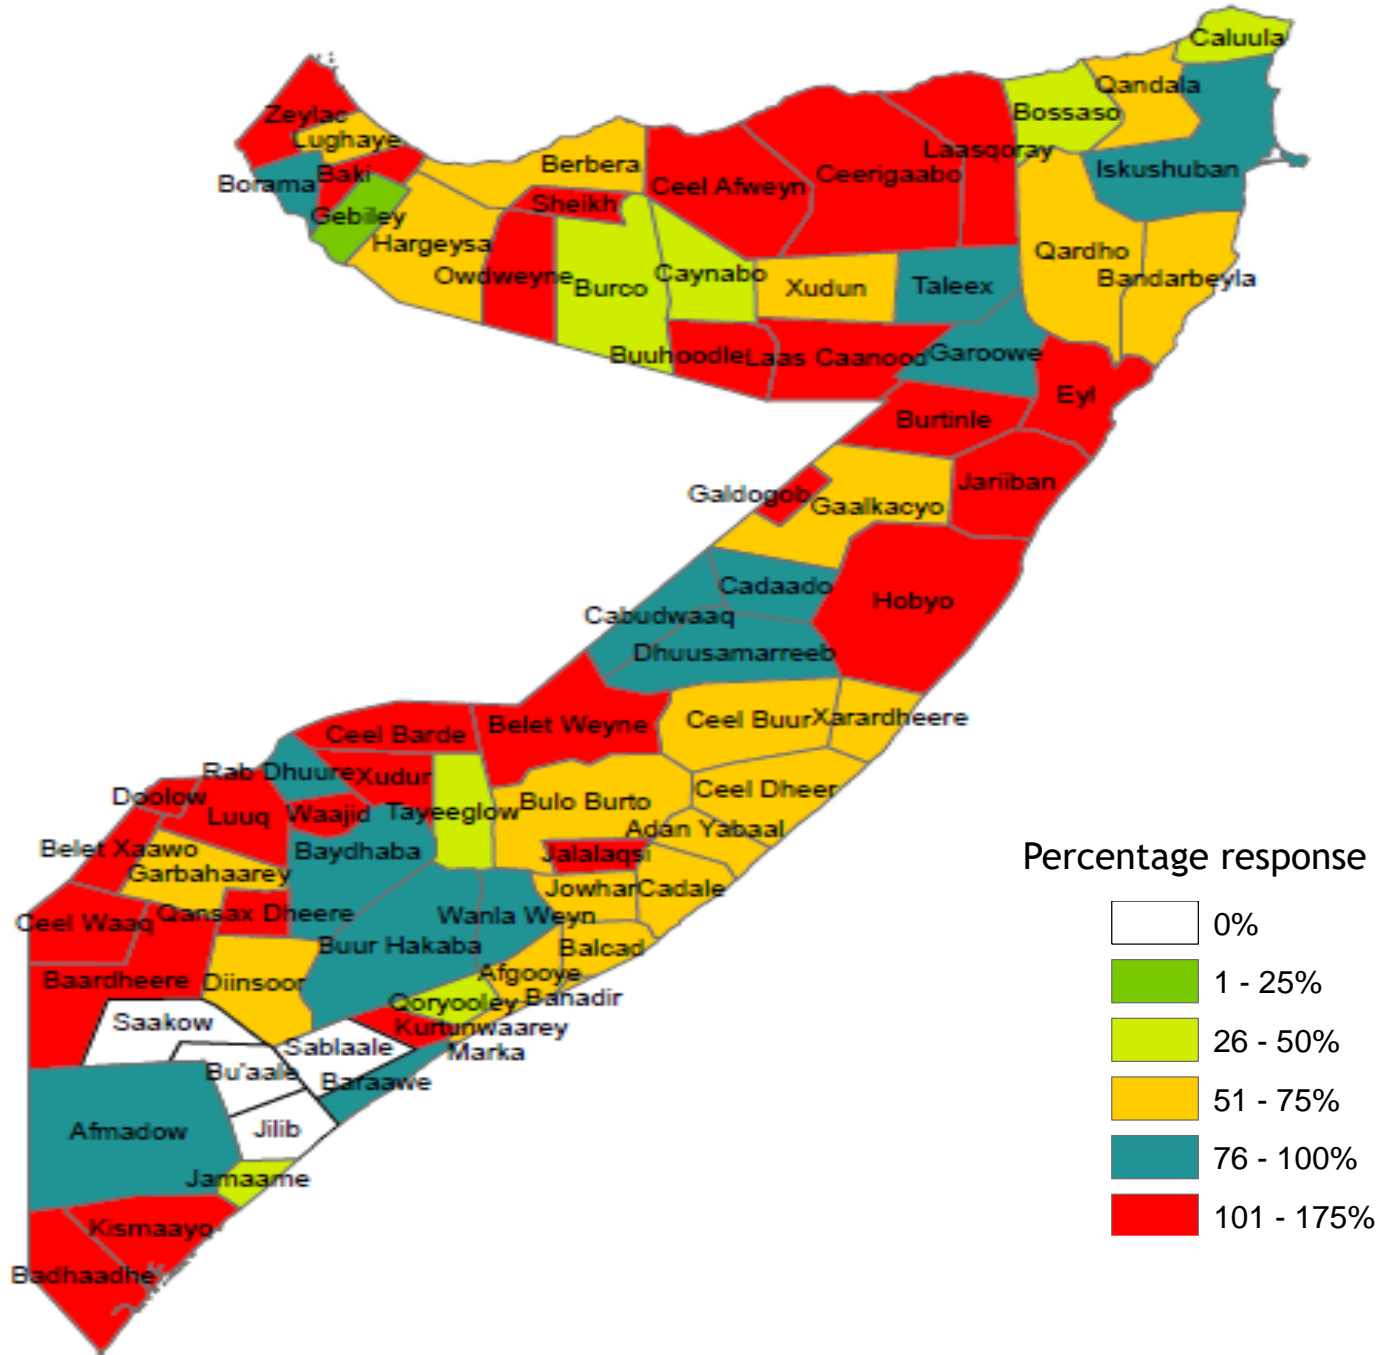 Caluula
Qandala
Bossaso
Zeylac
Lughaye
Laasqoray
Berbera
Iskushuban
Baki
Borama
Ceerigaabo
Ceel Afweyn
Sheikh
Gebiley
Hargeysa
Qardho
Owdweyne
Caynabo
Bandarbeyla
Burco
Xudun
Taleex
Buuhoodle
Laas Caanood
Garoowe
Eyl
Burtinle
Jariiban
Galdogob
Gaalkacyo
Cadaado
Hobyo
Cabudwaaq
Dhuusamarreeb
Ceel Buur
Xarardheere
Belet Weyne
Ceel Barde
Rab Dhuure
Xudur
Doolow
Ceel Dheer
Luuq
Waajid
Tayeeglow
Bulo Burto
Adan Yabaal
Belet Xaawo
Baydhaba
Jalalaqsi
Garbahaarey
Jowhar
Cadale
Ceel Waaq
Qansax Dheere
Wanla Weyn
Buur Hakaba
Balcad
Baardheere
Diinsoor
Afgooye
Qoryooley
Banadir
Saakow
Kurtunwaarey
Sablaale
Marka
Bu'aale
Baraawe
Afmadow
Jilib
Jamaame
Kismaayo
Badhaadhe
Percentage response
0%
1 - 25%
26 - 50%
51 - 75%
76 - 100%
101 - 175%